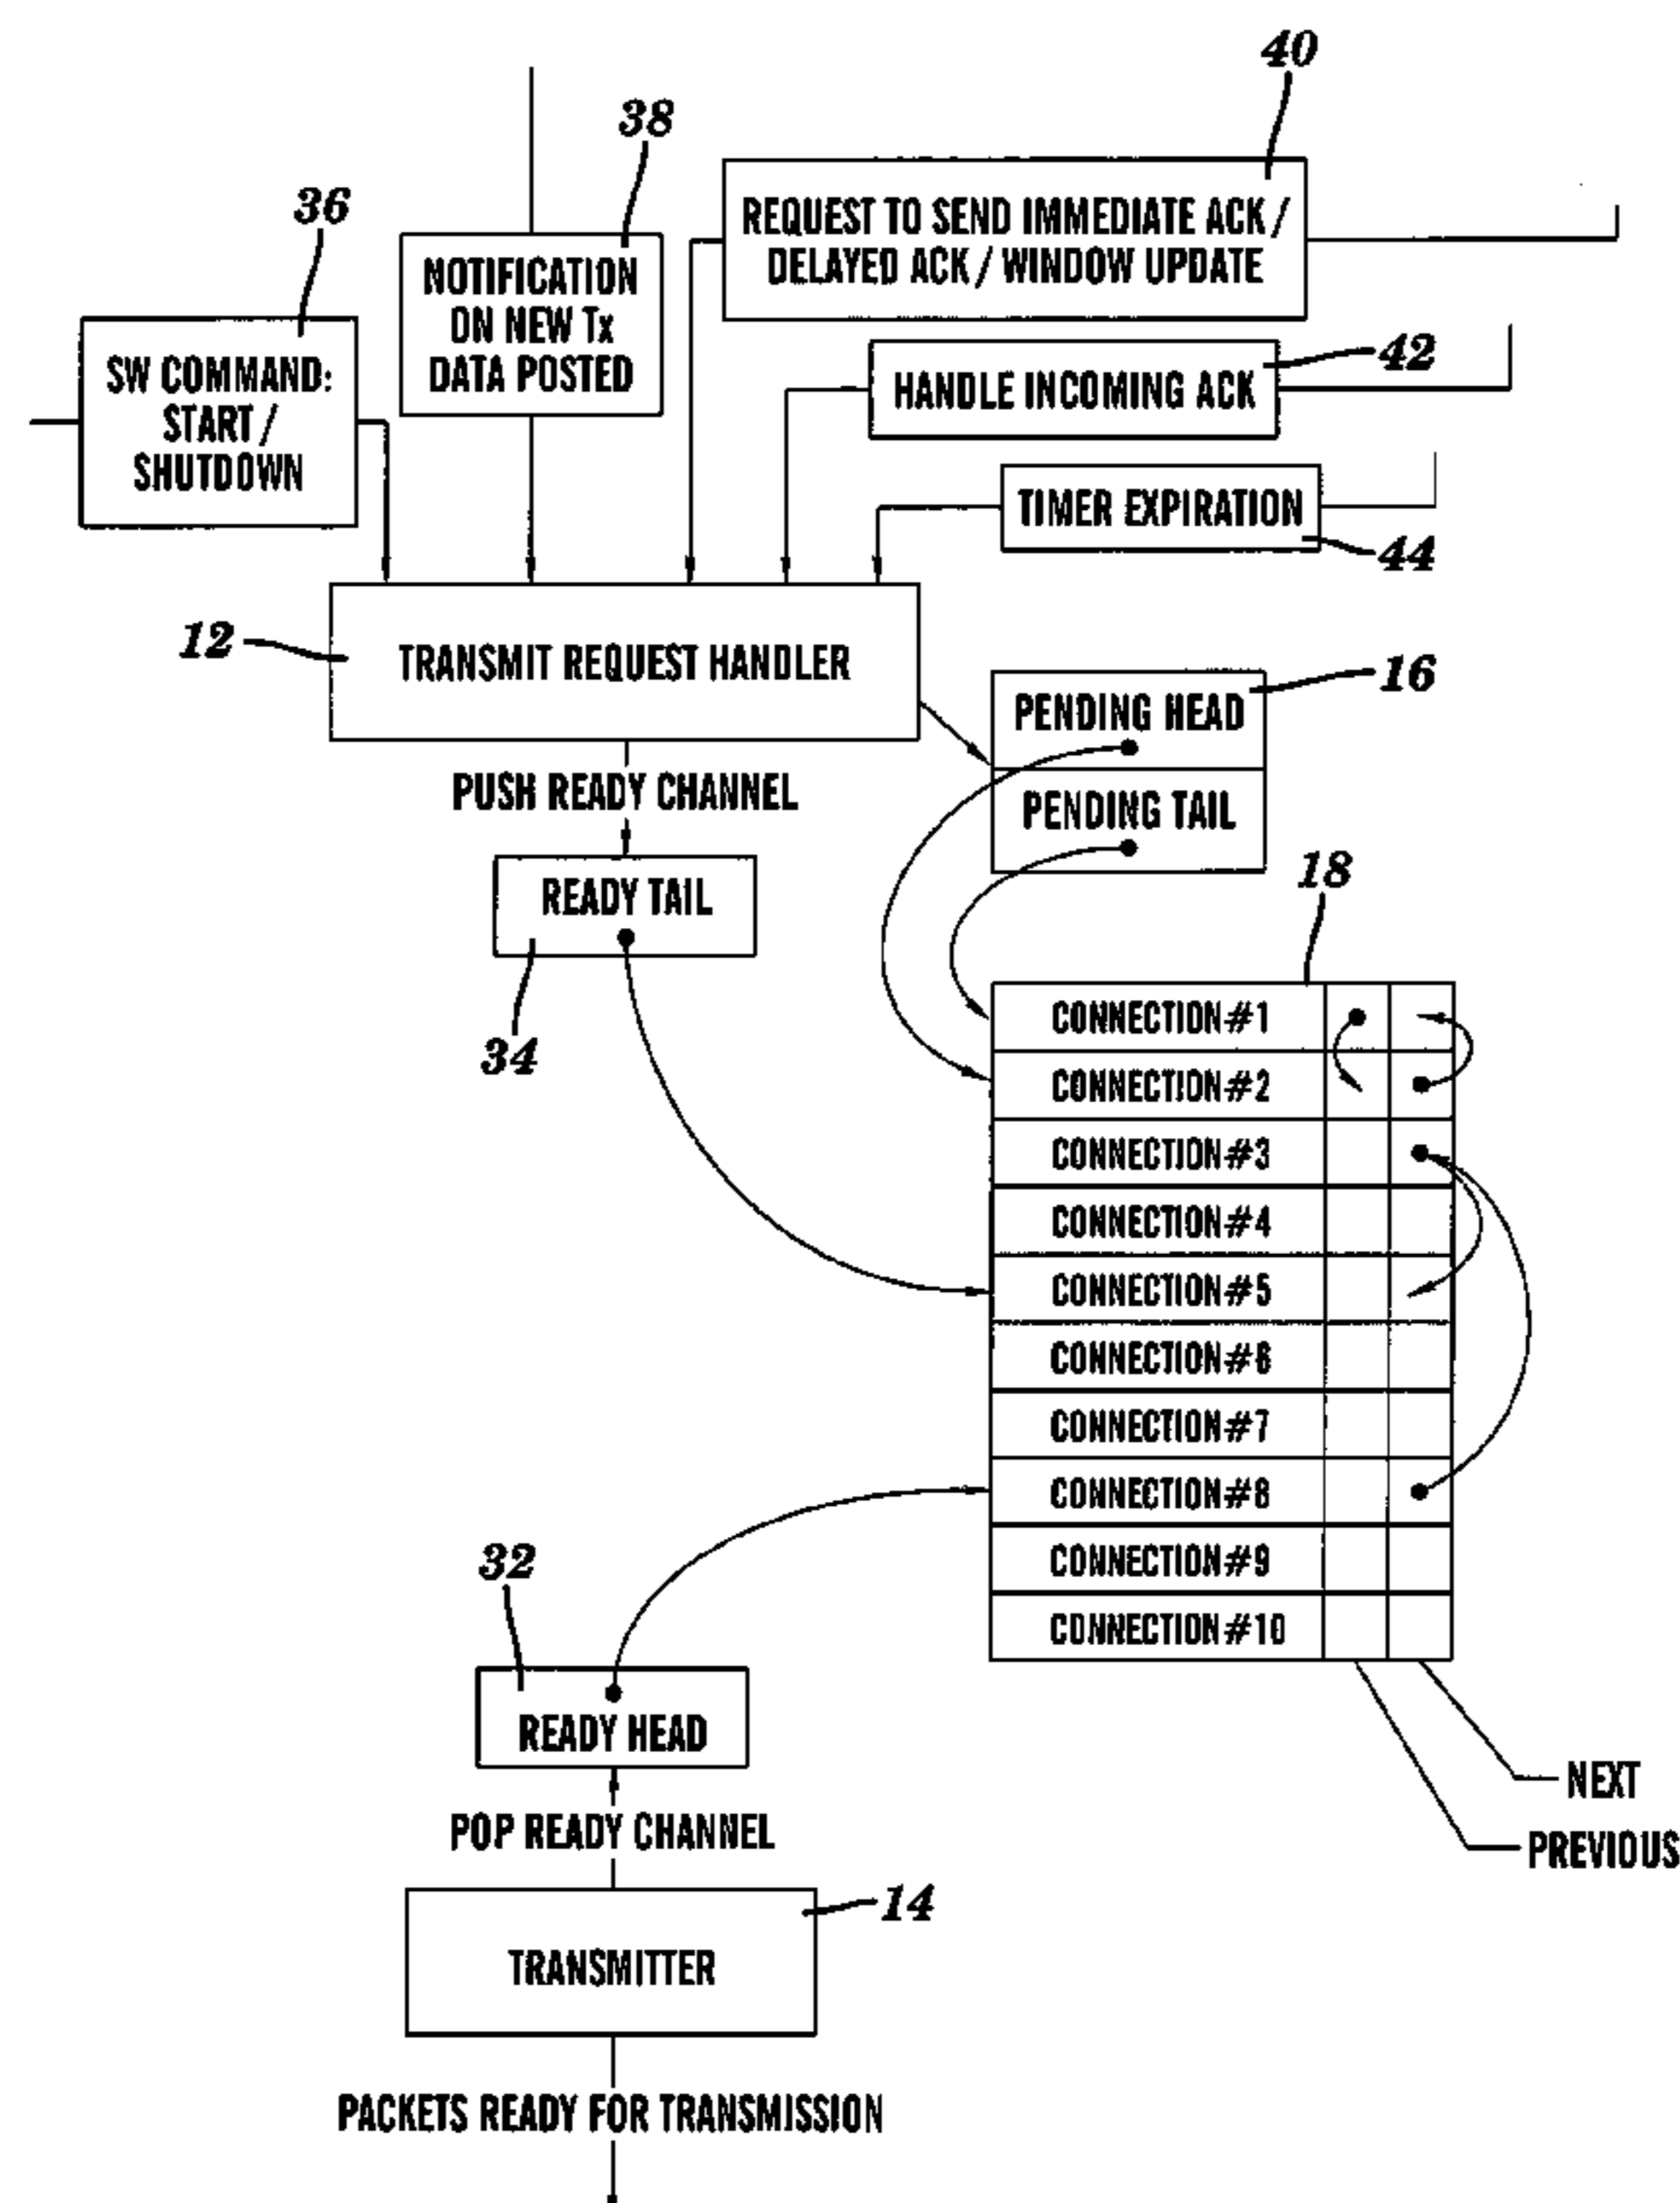 40
38
36
REQUEST TO SEND IMMEDIATE ACK /
DELAYED ACK / WINDOW UPDATE
NOTIFICATION
ON NEW Tx
DATA POSTED
SW COMMAND:
START /
SHUTDOWN
42
HANDLE INCOMING ACK
TIMER EXPIRATION
44
12
TRANSMIT REQUEST HANDLER
16
PENDING HEAD
PENDING TAIL
PUSH READY CHANNEL
READY TAIL
34
18
CONNECTION #1
CONNECTION #2
CONNECTION #3
CONNECTION #4
CONNECTION #5
CONNECTION #6
CONNECTION #7
CONNECTION #8
CONNECTION #9
CONNECTION #10
32
READY HEAD
NEXT
PREVIOUS
POP READY CHANNEL
14
TRANSMITTER
PACKETS READY FOR TRANSMISSION